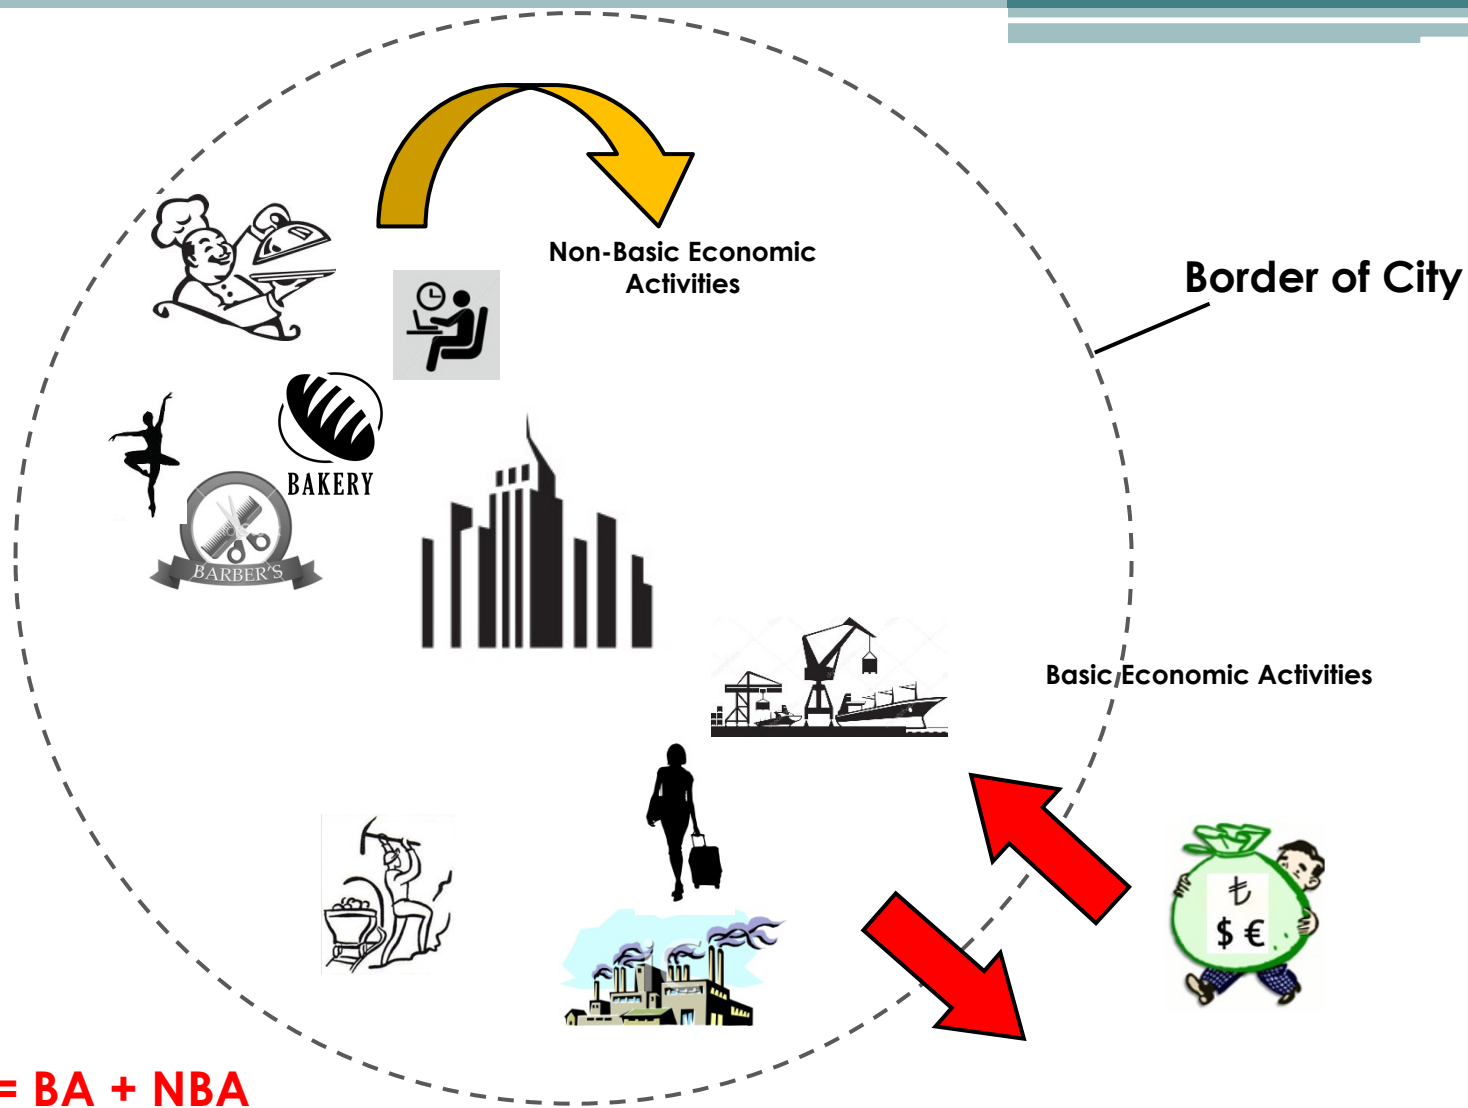 Non-Basic Economic
Activities
Border of City
BAKERY
BARBER'S
Basic Economic Activities
₺
$ €
= BA + NBA